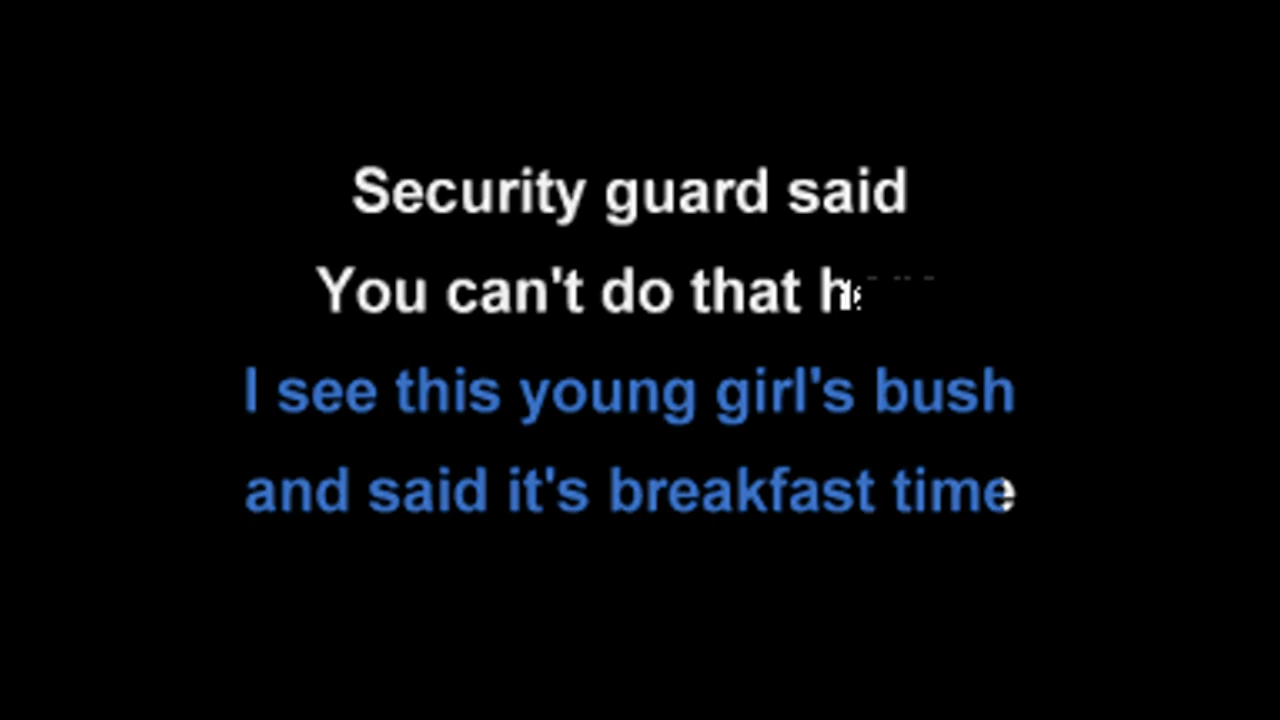 Security guard said
You can't do that
I see this young girl's bush
and said it's breakfast time